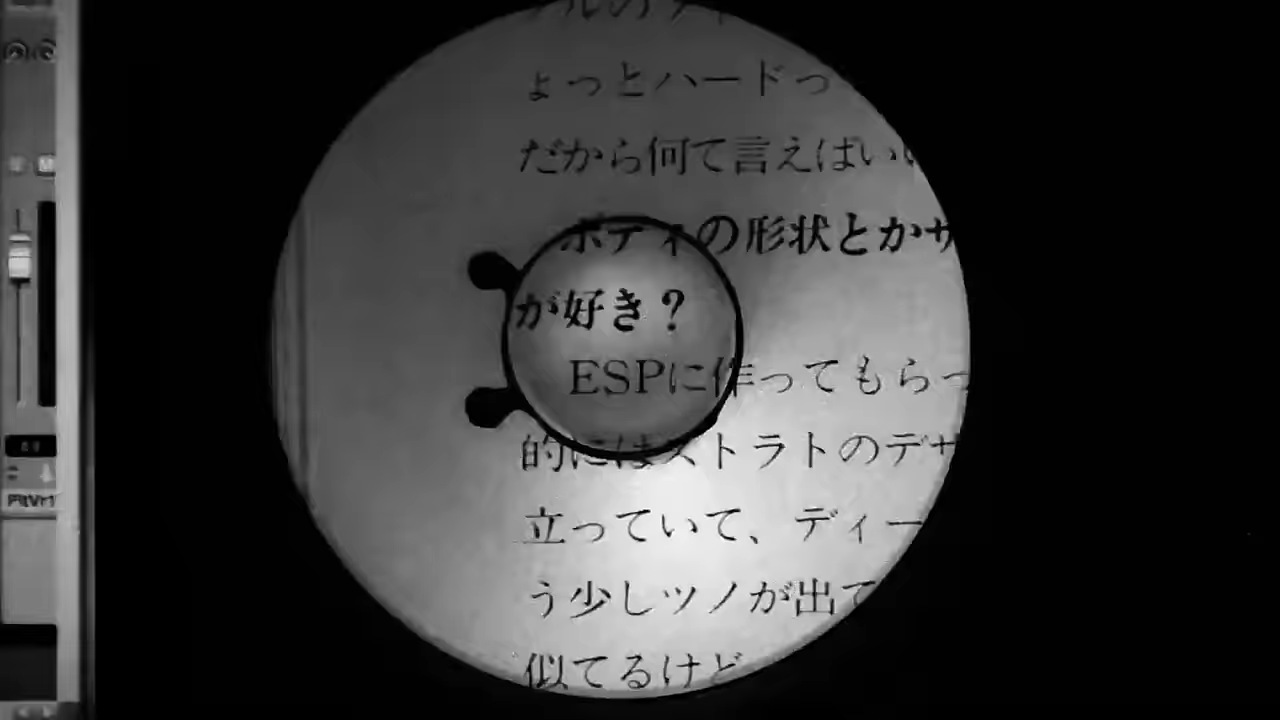 ょっとハードっ
だから何て言えばいい
ボディの形状とかサ
が好き？
ESPに作ってもらっ
的にはストラトのデザ
立っていて、ディー
う少しツノが出て
似てるけど